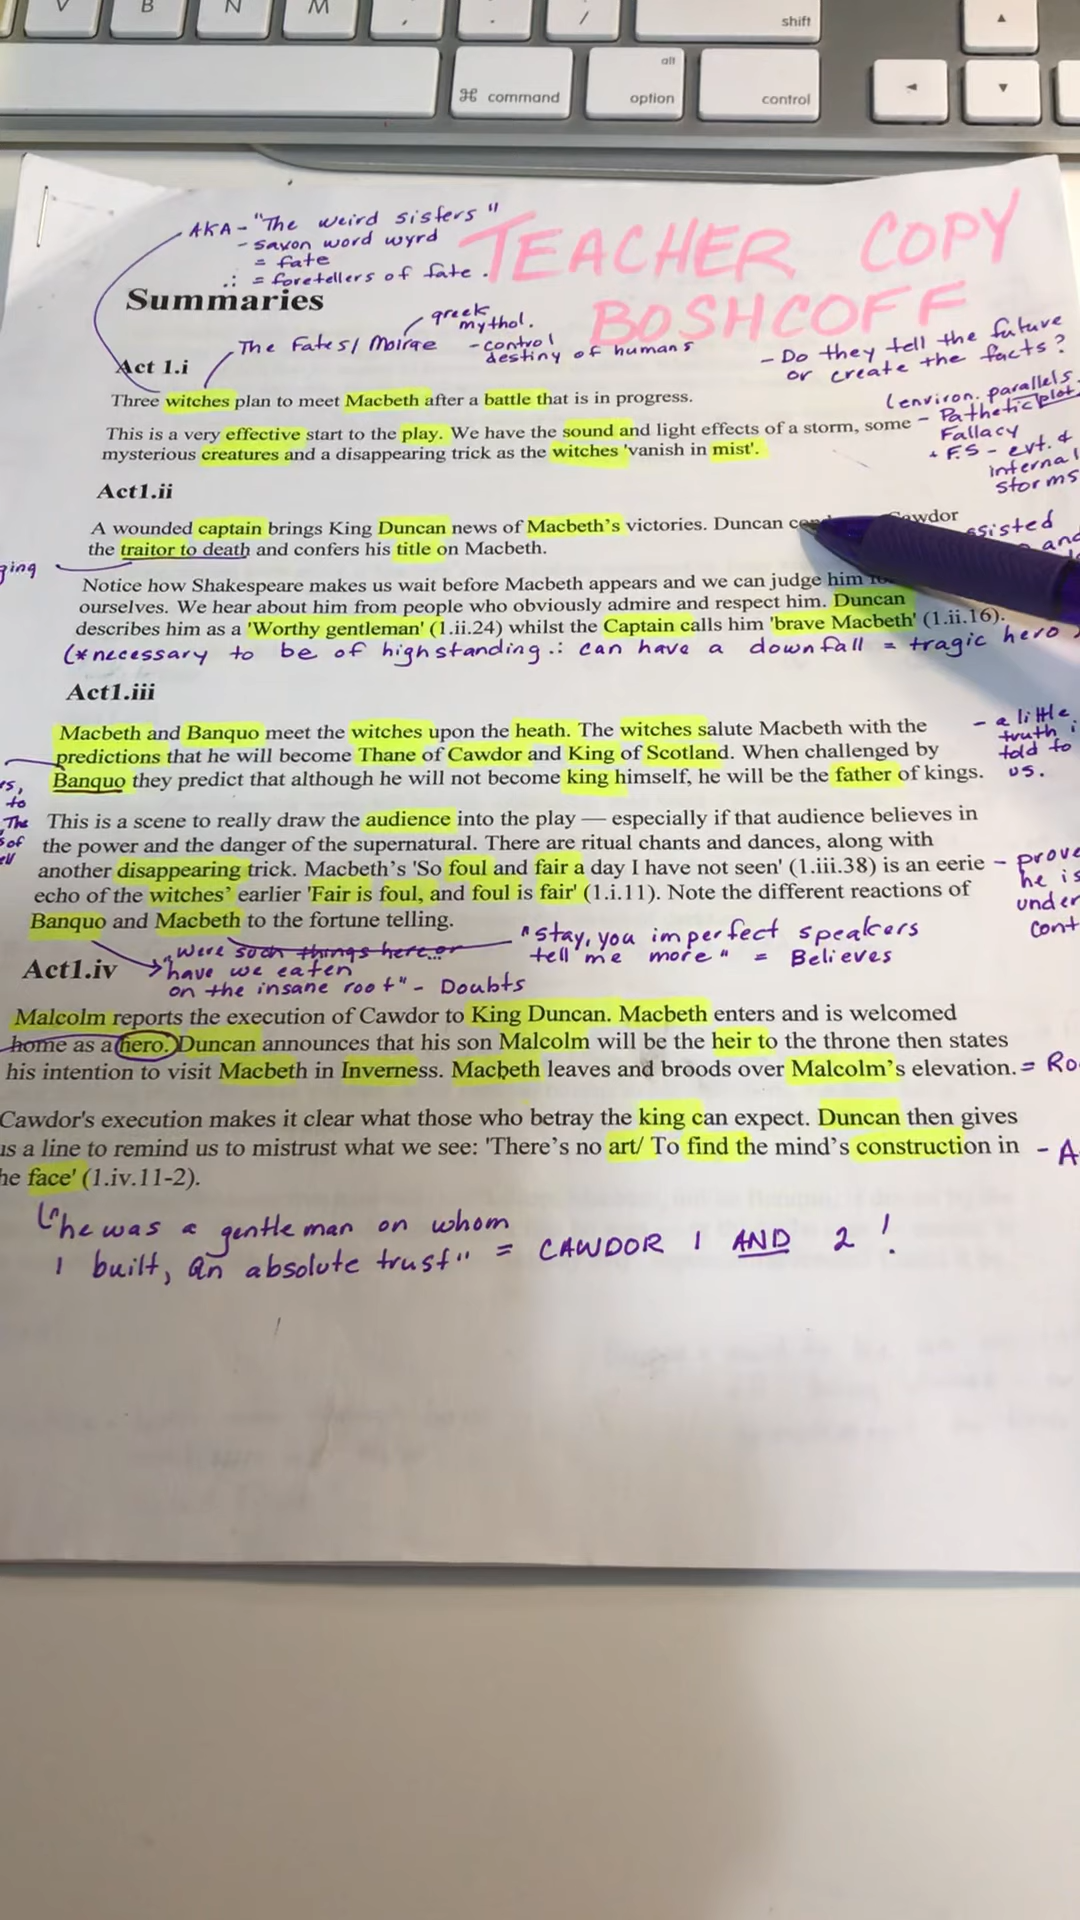 V B N M , . / shift
⌘ command alt option control
◄ ▲ ▼
AKA - "The weird sisters"
- saxon word wyrd
= fate
∴ = foretellers of fate.
TEACHER COPY
BOSHCOFF
Summaries
greek
mythol.
The Fates/ Moirae - control
destiny of humans
- Do they tell the future
or create the facts?
Act 1.i
Three witches plan to meet Macbeth after a battle that is in progress.
(environ. parallels
plot
- Pathetic
Fallacy
+ F.S - ext. &
internal
storms
This is a very effective start to the play. We have the sound and light effects of a storm, some
mysterious creatures and a disappearing trick as the witches 'vanish in mist'.
Act1.ii
A wounded captain brings King Duncan news of Macbeth's victories. Duncan Cawdor
the traitor to death and confers his title on Macbeth.
Notice how Shakespeare makes us wait before Macbeth appears and we can judge him
ourselves. We hear about him from people who obviously admire and respect him. Duncan
describes him as a 'Worthy gentleman' (1.ii.24) whilst the Captain calls him 'brave Macbeth' (1.ii.16).
(*necessary to be of high standing ∴ can have a downfall = tragic hero)
Act1.iii
Macbeth and Banquo meet the witches upon the heath. The witches salute Macbeth with the
predictions that he will become Thane of Cawdor and King of Scotland. When challenged by
Banquo they predict that although he will not become king himself, he will be the father of kings.
- a little
truth
told to
us.
to
The
of
This is a scene to really draw the audience into the play — especially if that audience believes in
the power and the danger of the supernatural. There are ritual chants and dances, along with
another disappearing trick. Macbeth's 'So foul and fair a day I have not seen' (1.iii.38) is an eerie
echo of the witches' earlier 'Fair is foul, and foul is fair' (1.i.11). Note the different reactions of
Banquo and Macbeth to the fortune telling.
- prove
he is
under
cont
"were such things here...or
have we eaten
on the insane root" - Doubts
"stay, you imperfect speakers
tell me more" = Believes
Act1.iv
Malcolm reports the execution of Cawdor to King Duncan. Macbeth enters and is welcomed
home as a hero. Duncan announces that his son Malcolm will be the heir to the throne then states
his intention to visit Macbeth in Inverness. Macbeth leaves and broods over Malcolm's elevation. = Ro
Cawdor's execution makes it clear what those who betray the king can expect. Duncan then gives
us a line to remind us to mistrust what we see: 'There's no art/ To find the mind's construction in - A
he face' (1.iv.11-2).
"he was a gentleman on whom
I built, an absolute trust" = CAWDOR 1 AND 2!